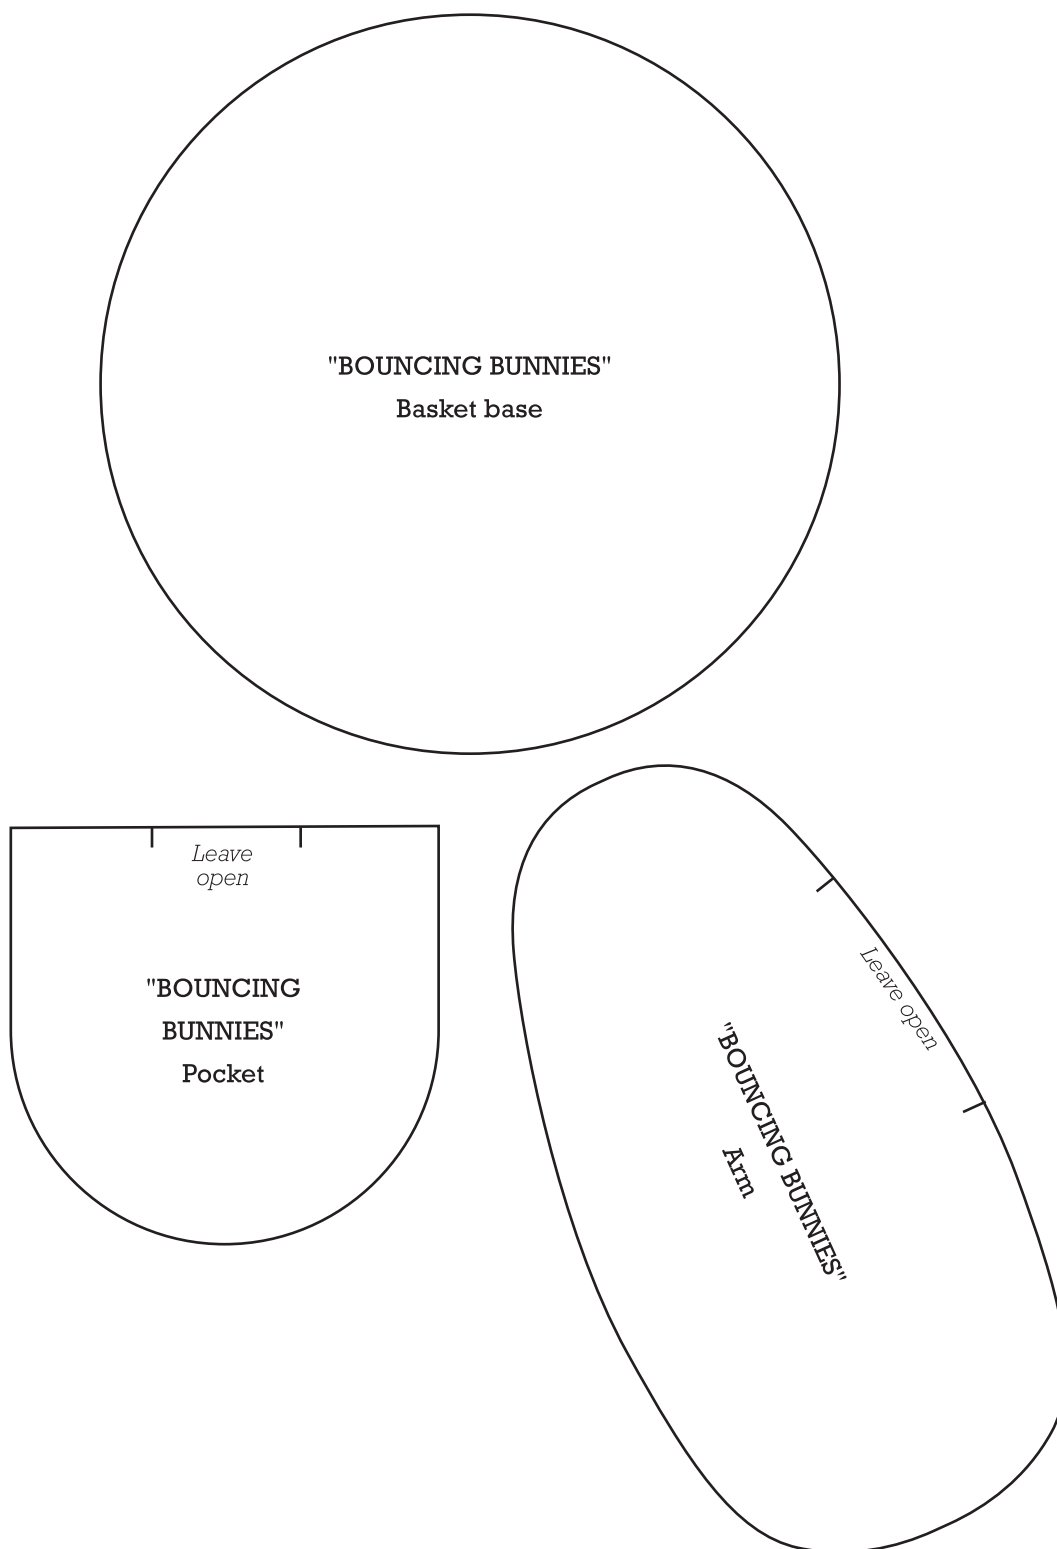 "BOUNCING BUNNIES"
Basket base
Leave
open
"BOUNCING
BUNNIES"
Pocket
Leave open
"BOUNCING BUNNIES"
Arm